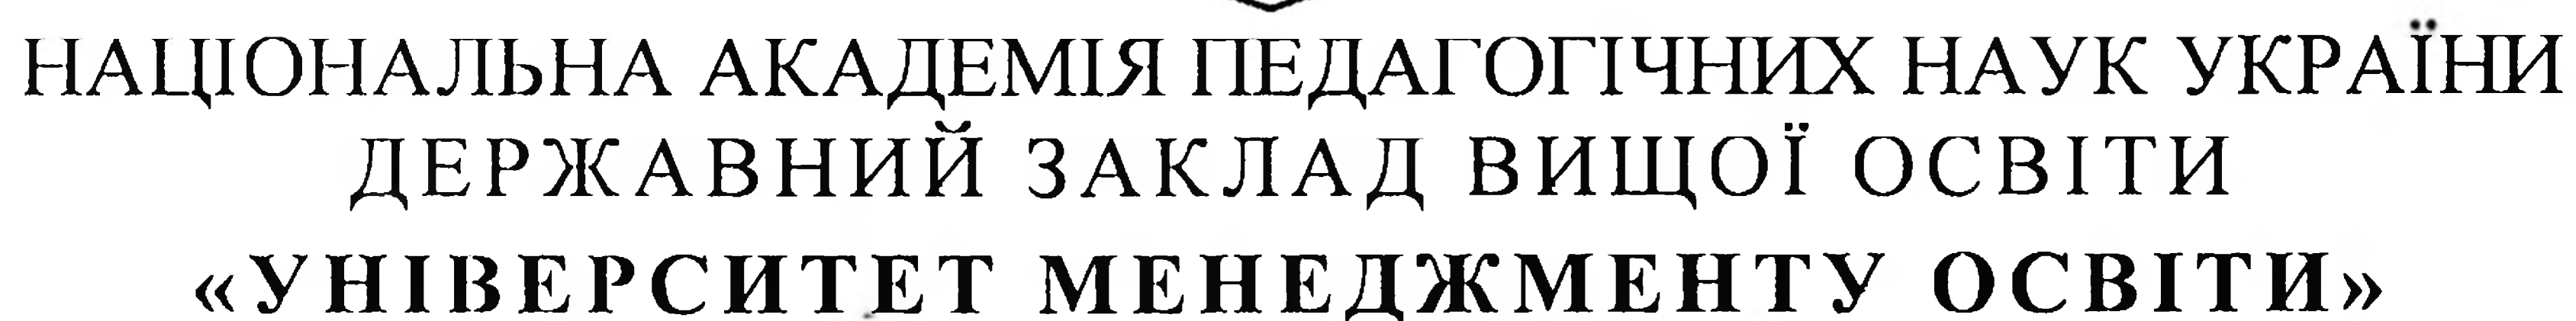 НАЦІОНАЛЬНА АКАДЕМІЯ ПЕДАГОГІЧНИХ НАУК УКРАЇНИ
ДЕРЖАВНИЙ ЗАКЛАД ВИЩОЇ ОСВІТИ
«УНІВЕРСИТЕТ МЕНЕДЖМЕНТУ ОСВІТИ»